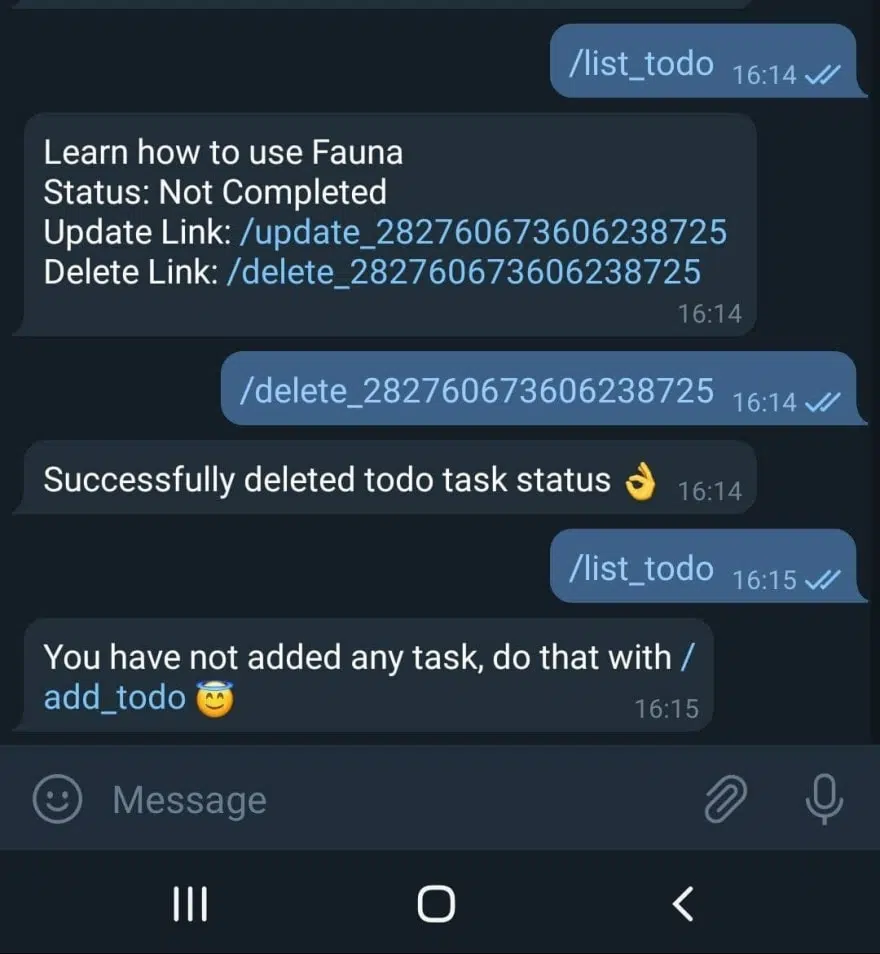 /list_todo 16:14
Learn how to use Fauna
Status: Not Completed
Update Link: /update_282760673606238725
Delete Link: /delete_282760673606238725
16:14
/delete_282760673606238725 16:14
Successfully deleted todo task status 👌 16:14
/list_todo 16:15
You have not added any task, do that with /
add_todo 😇
16:15
Message